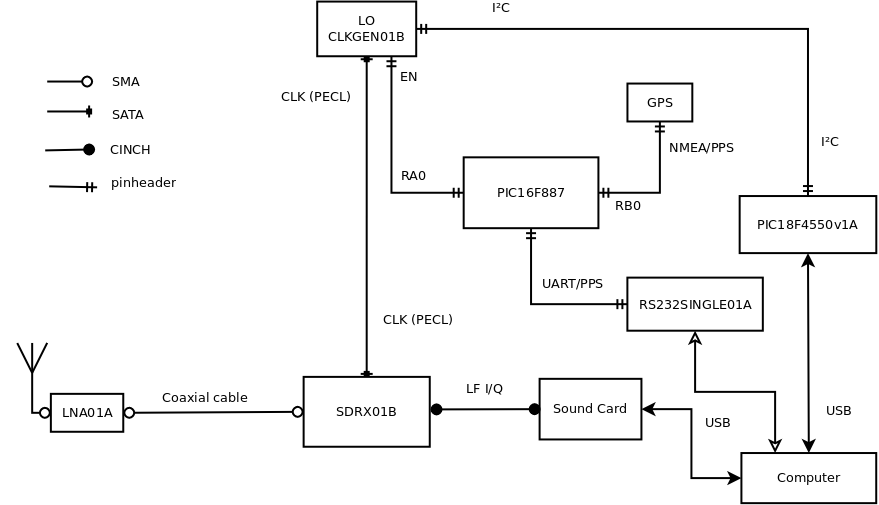 I²C
LO
CLKGEN01B
SMA
EN
CLK (PECL)
GPS
SATA
I²C
CINCH
NMEA/PPS
RA0
pinheader
PIC16F887
RB0
PIC18F4550v1A
UART/PPS
RS232SINGLE01A
CLK (PECL)
LF I/Q
Coaxial cable
LNA01A
SDRX01B
Sound Card
USB
USB
Computer